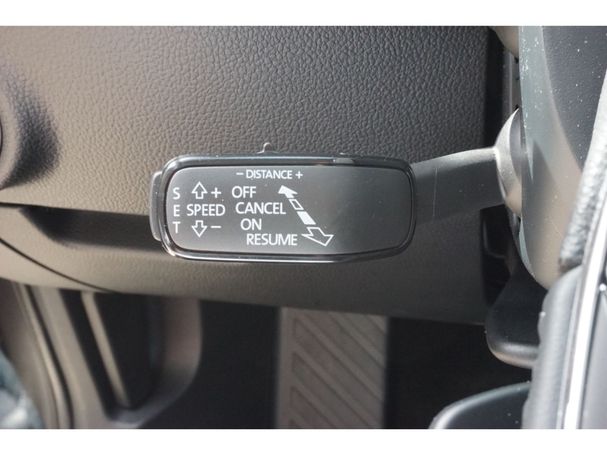 - DISTANCE +
S + OFF
E SPEED CANCEL
T - ON
RESUME